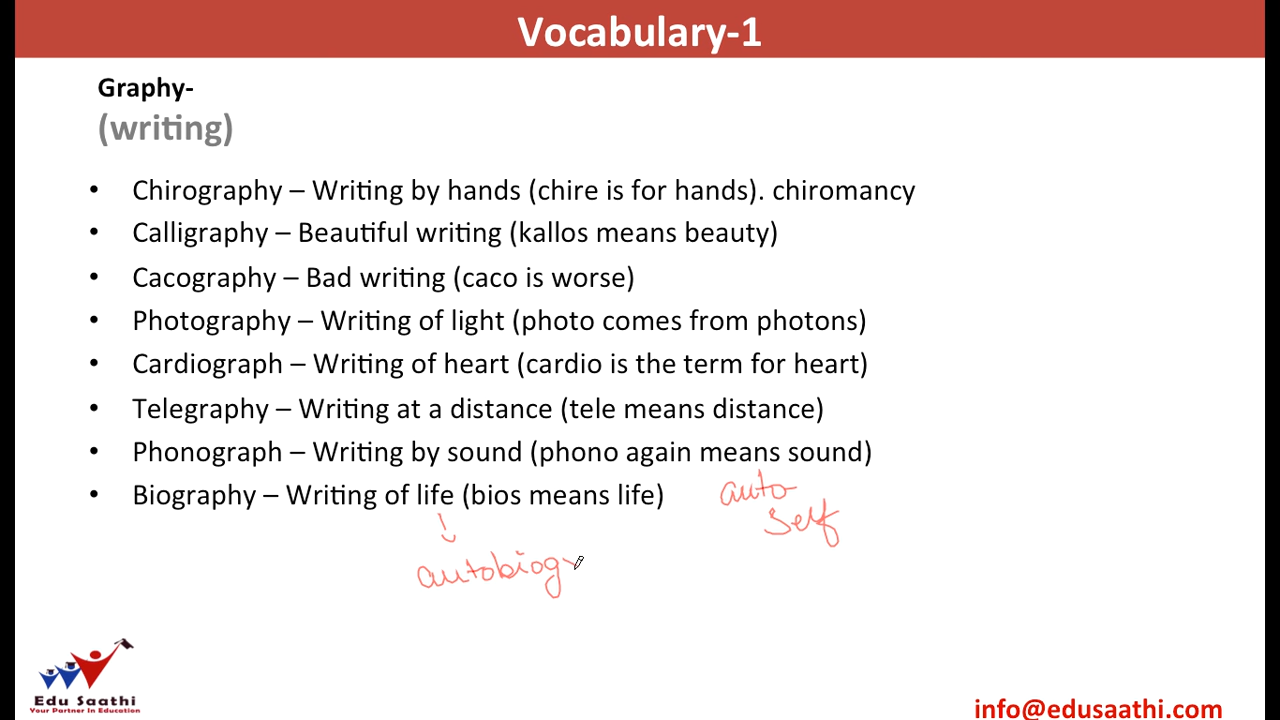 Vocabulary-1
Graphy-
(writing)
• Chirography – Writing by hands (chire is for hands). chiromancy
• Calligraphy – Beautiful writing (kallos means beauty)
• Cacography – Bad writing (caco is worse)
• Photography – Writing of light (photo comes from photons)
• Cardiograph – Writing of heart (cardio is the term for heart)
• Telegraphy – Writing at a distance (tele means distance)
• Phonograph – Writing by sound (phono again means sound)
• Biography – Writing of life (bios means life)
auto
self
autobiogr
Edu Saathi
Your Partner In Education
info@edusaathi.com